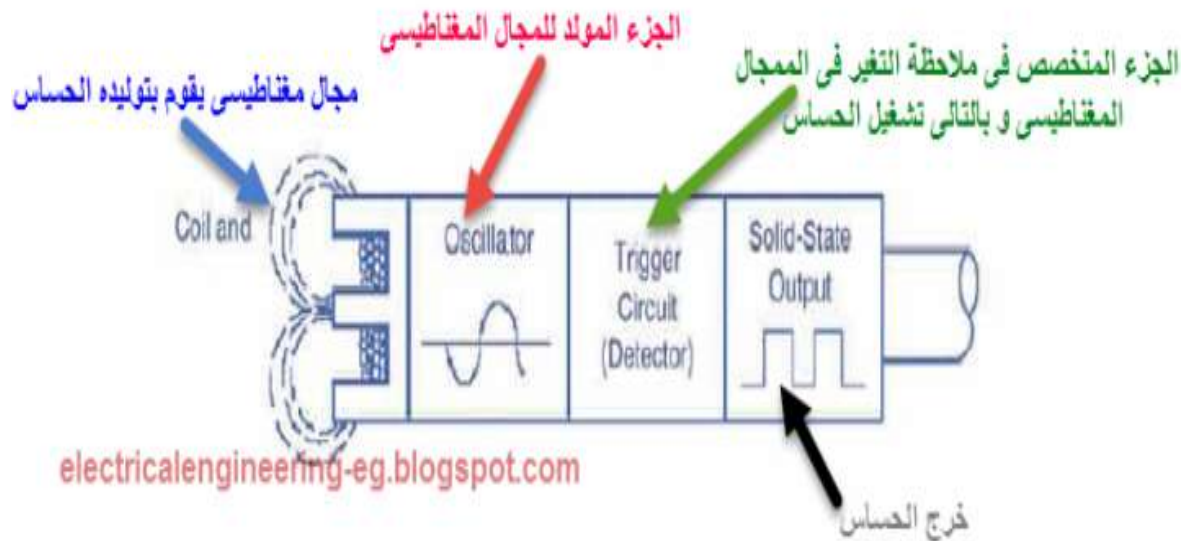 الجزء المولد للمجال المغناطيسى
الجزء المتخصص فى ملاحظة التغير فى الممجال
المغناطيسى و بالتالى تشغيل الحساس
مجال مغناطيسى يقوم بتوليده الحساس
Coil and
Oscillator
Trigger
Circuit
(Detector)
Solid-State
Output
electricalengineering-eg.blogspot.com
خرج الحساس